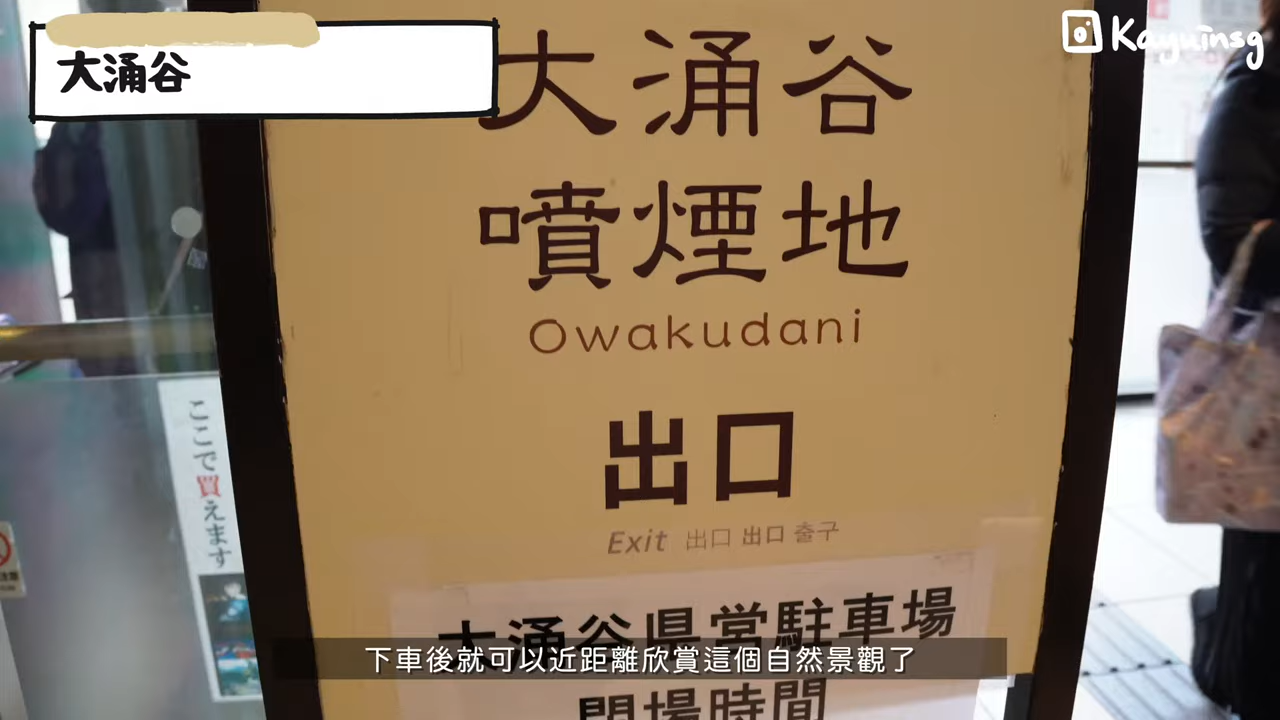 大涌谷
Kayuinsg
大涌谷
噴煙地
Owakudani
出口
Exit 出口 出口 출구
大涌谷県営駐車場
開場時間
ここで買えます
下車後就可以近距離欣賞這個自然景觀了